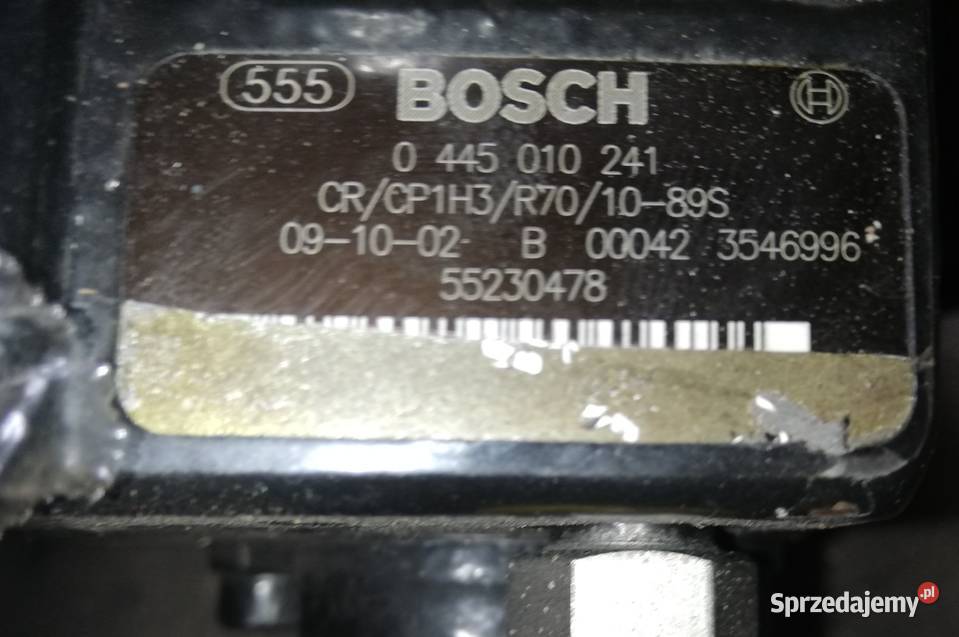 555 BOSCH H
0 445 010 241
CR/CP1H3/R70/10-89S
09-10-02 B 00042 3546996
55230478
Sprzedajemy.pl